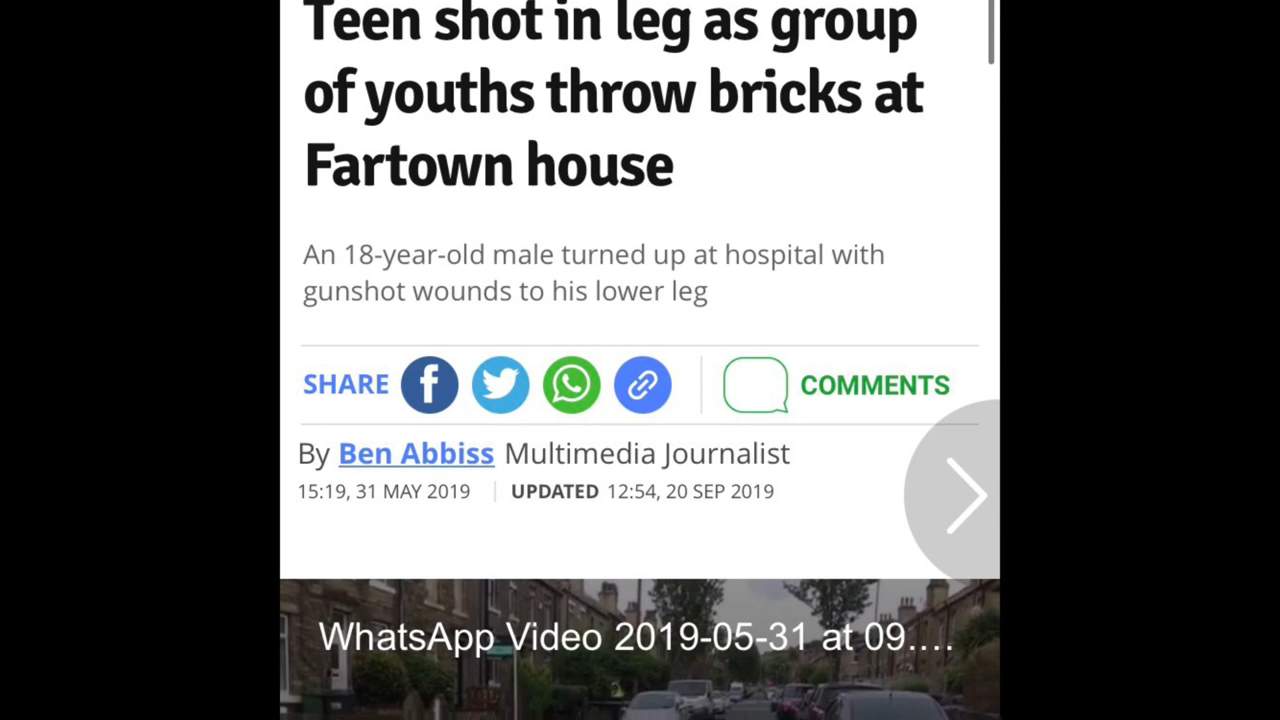 Teen shot in leg as group
of youths throw bricks at
Fartown house
An 18-year-old male turned up at hospital with
gunshot wounds to his lower leg
SHARE COMMENTS
By Ben Abbiss Multimedia Journalist
15:19, 31 MAY 2019 UPDATED 12:54, 20 SEP 2019
WhatsApp Video 2019-05-31 at 09....